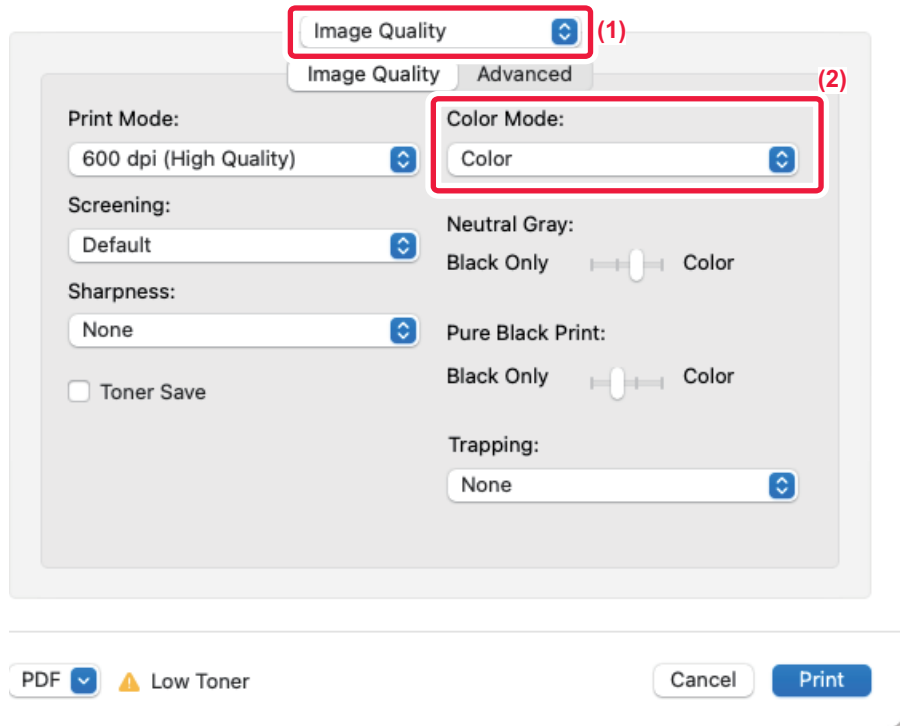 Image Quality
(1)
Image Quality
Advanced
(2)
Print Mode:
600 dpi (High Quality)
Screening:
Default
Sharpness:
None
Toner Save
Color Mode:
Color
Neutral Gray:
Black Only
Color
Pure Black Print:
Black Only
Color
Trapping:
None
PDF
Low Toner
Cancel
Print